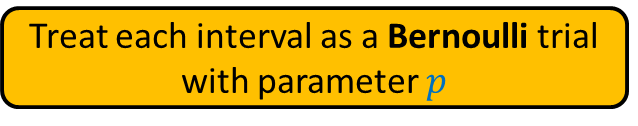 Treat each interval as a Bernoulli trial
with parameter p